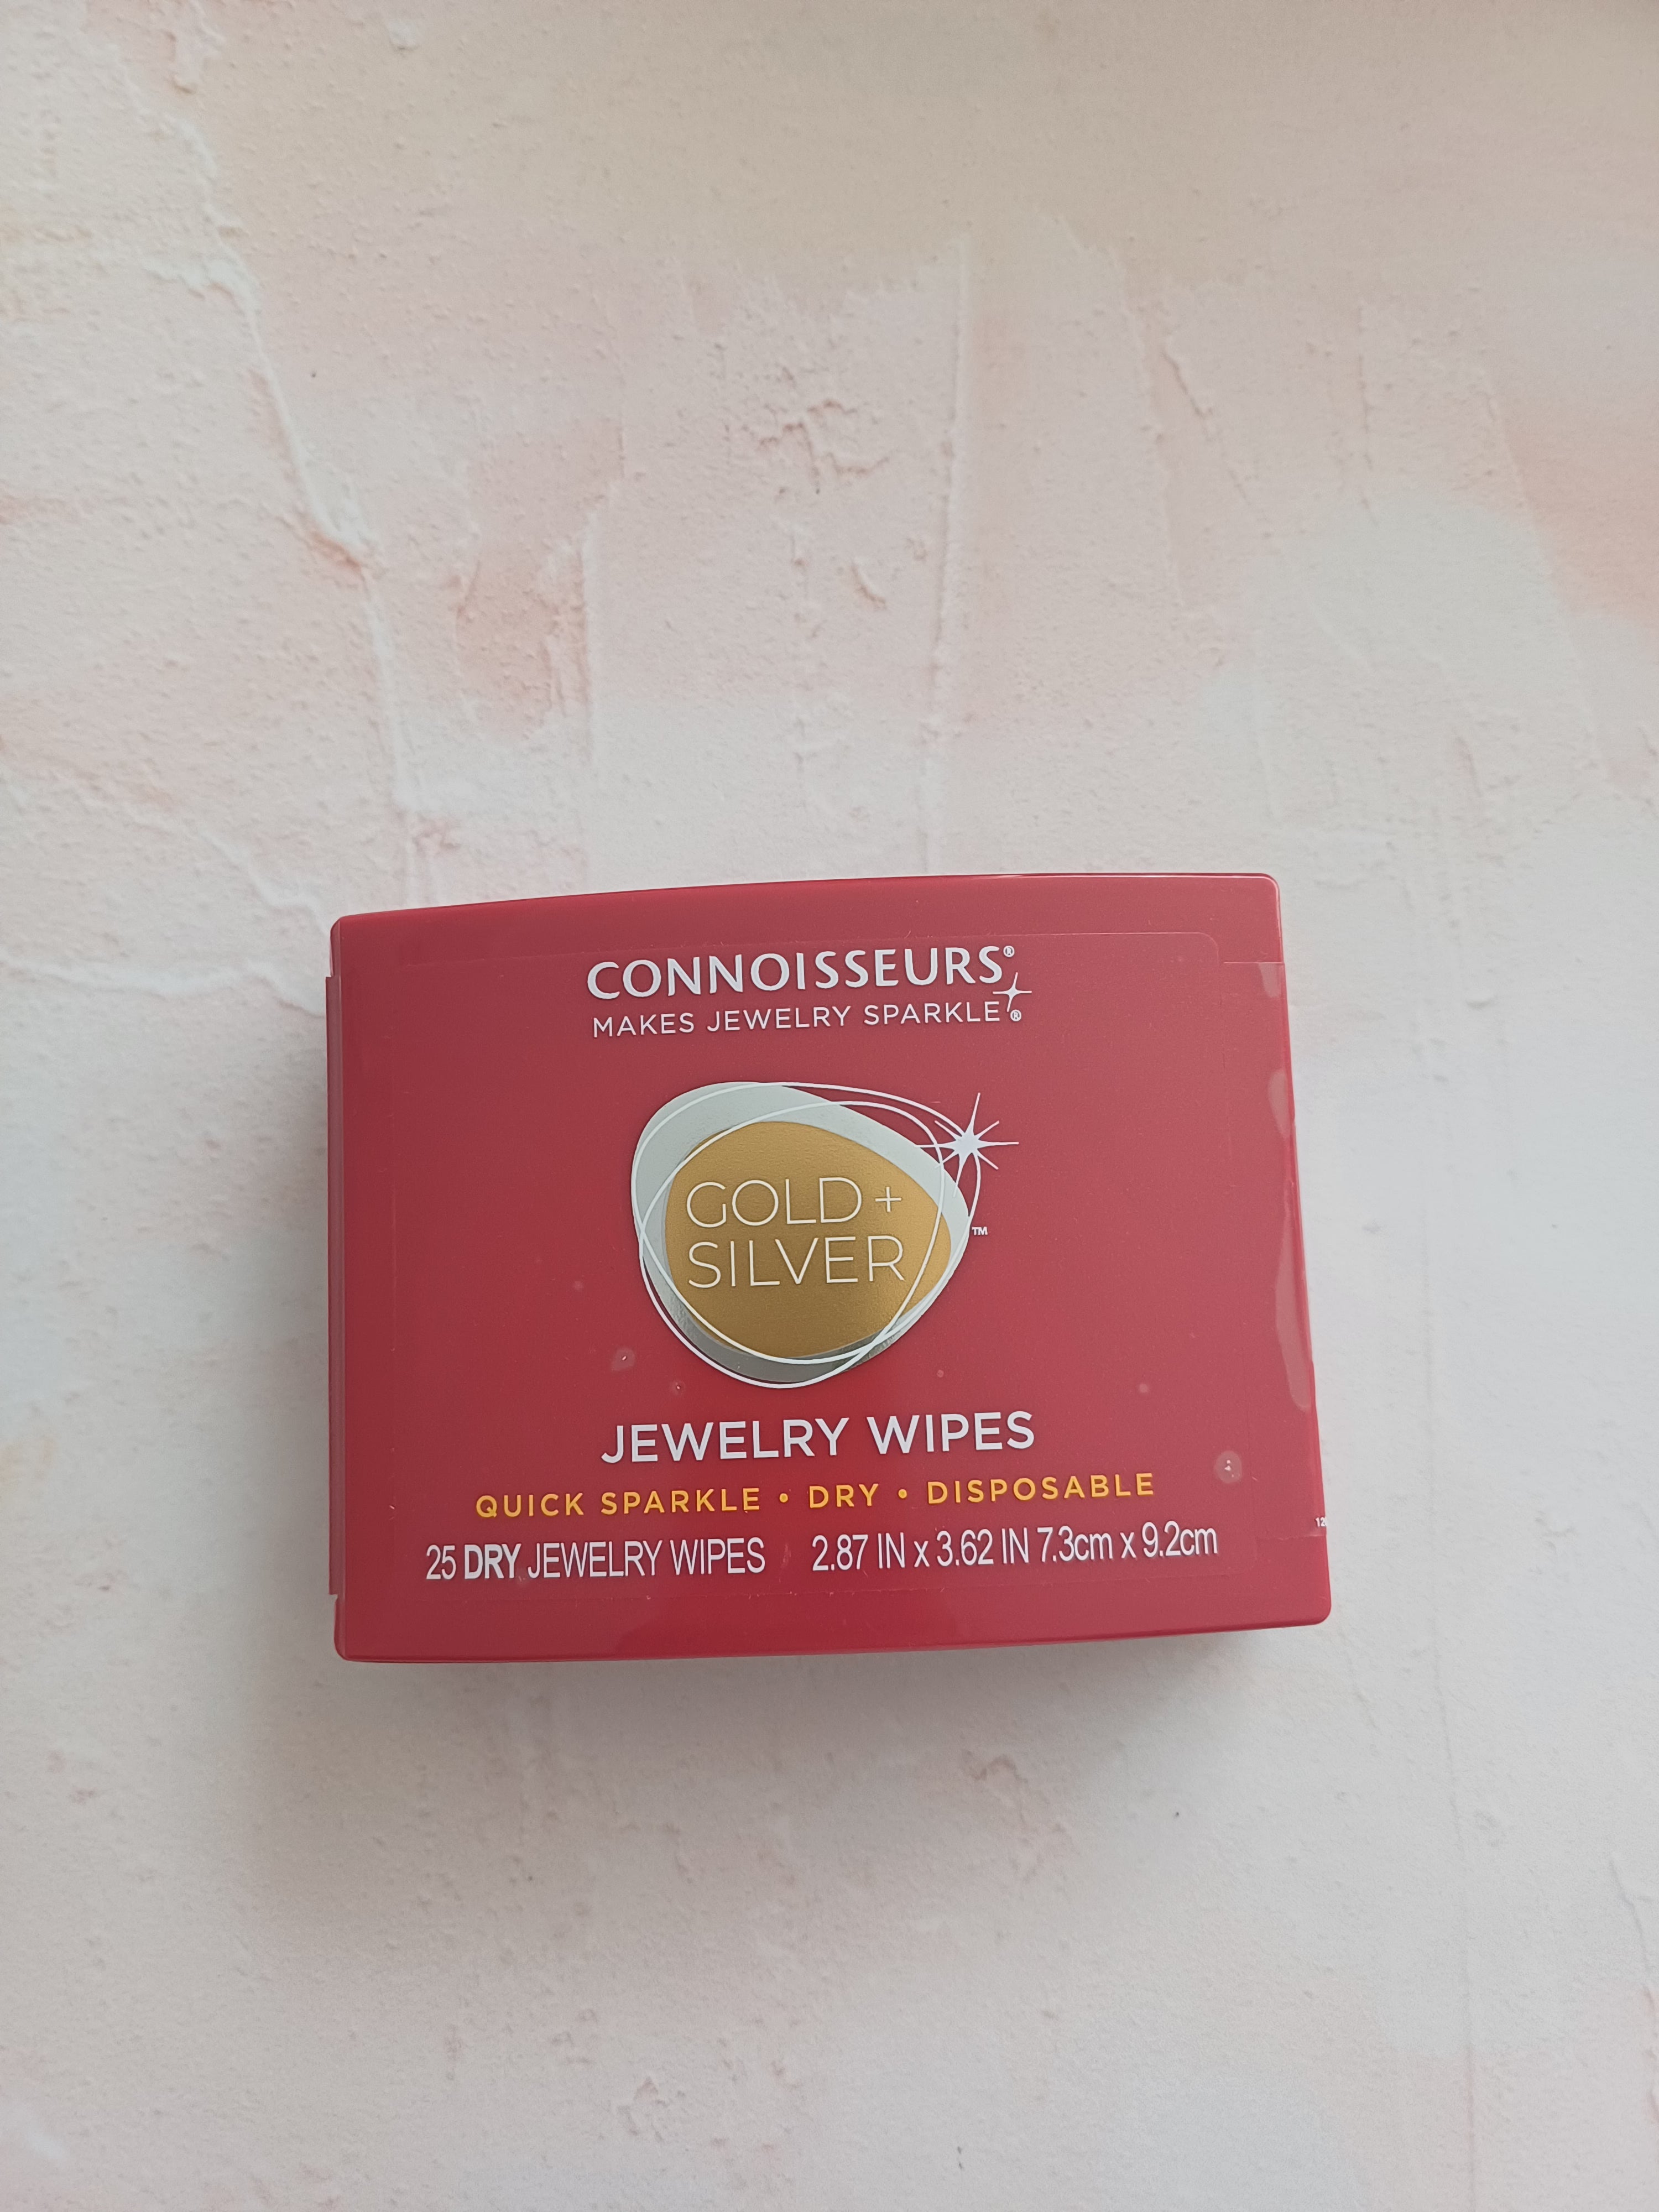 CONNOISSEURS®
MAKES JEWELRY SPARKLE®
GOLD +
SILVER
™
JEWELRY WIPES
QUICK SPARKLE • DRY • DISPOSABLE
25 DRY JEWELRY WIPES 2.87 IN x 3.62 IN 7.3cm x 9.2cm